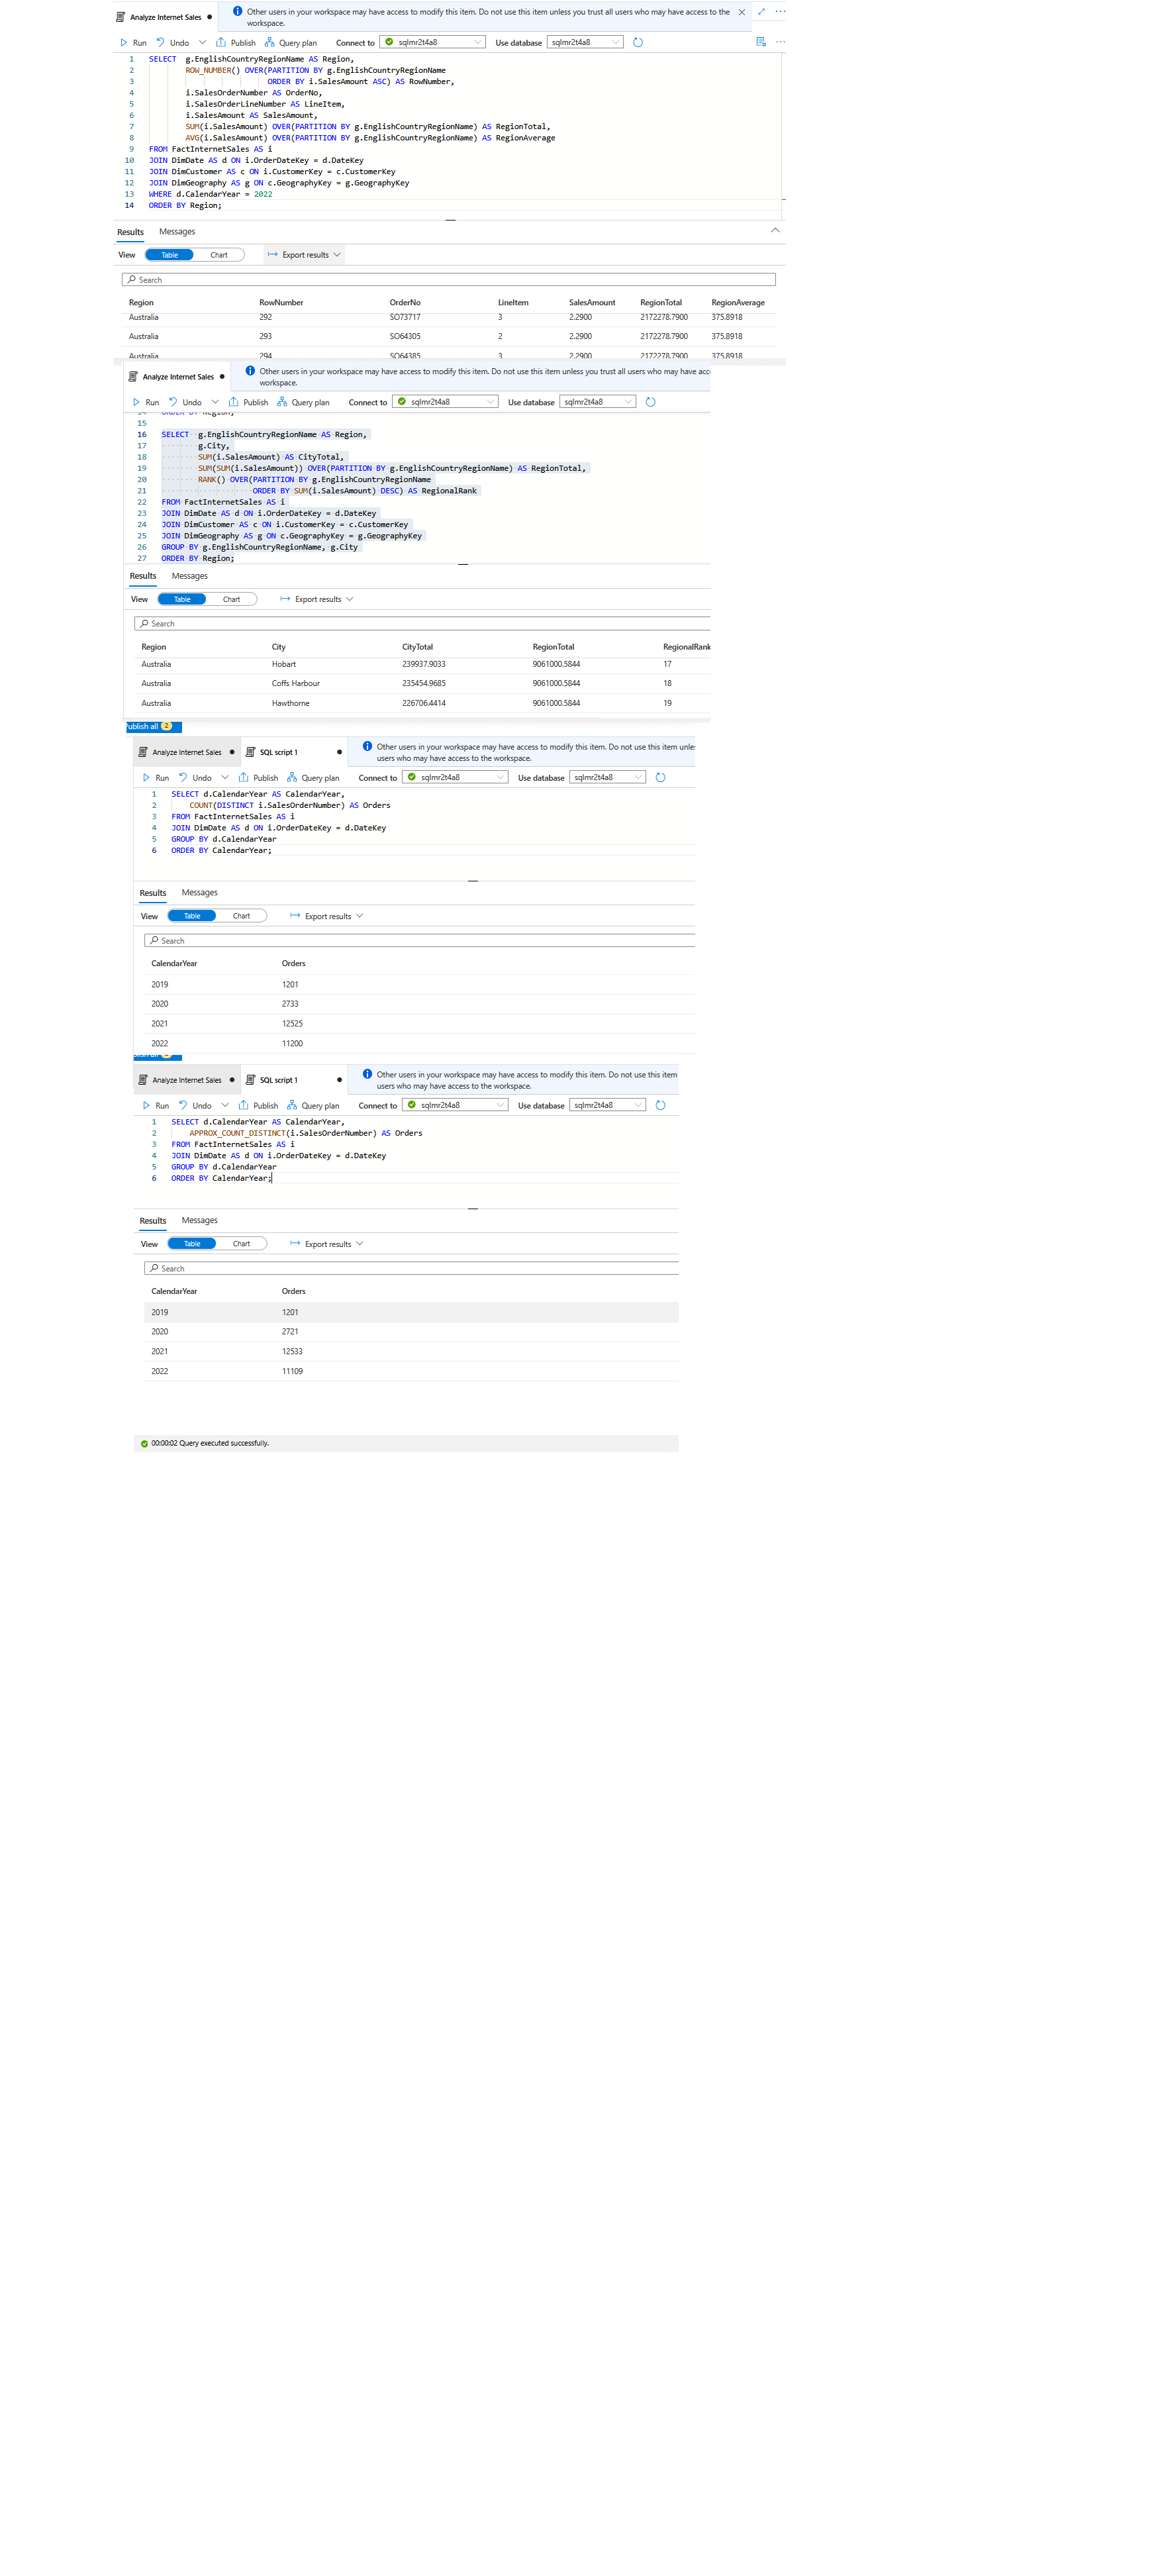 Analyze Internet Sales
Other users in your workspace may have access to modify this item. Do not use this item unless you trust all users who may have access to the
workspace.
Run Undo Publish Query plan Connect to sqlmr2t4a8 Use database sqlmr2t4a8
1 SELECT g.EnglishCountryRegionName AS Region,
2 ROW_NUMBER() OVER(PARTITION BY g.EnglishCountryRegionName
3 ORDER BY i.SalesAmount ASC) AS RowNumber,
4 i.SalesOrderNumber AS OrderNo,
5 i.SalesOrderLineNumber AS LineItem,
6 i.SalesAmount AS SalesAmount,
7 SUM(i.SalesAmount) OVER(PARTITION BY g.EnglishCountryRegionName) AS RegionTotal,
8 AVG(i.SalesAmount) OVER(PARTITION BY g.EnglishCountryRegionName) AS RegionAverage
9 FROM FactInternetSales AS i
10 JOIN DimDate AS d ON i.OrderDateKey = d.DateKey
11 JOIN DimCustomer AS c ON i.CustomerKey = c.CustomerKey
12 JOIN DimGeography AS g ON c.GeographyKey = g.GeographyKey
13 WHERE d.CalendarYear = 2022
14 ORDER BY Region;
Results Messages
View Table Chart Export results
Search
Region RowNumber OrderNo LineItem SalesAmount RegionTotal RegionAverage
Australia 292 SO73717 3 2.2900 2172278.7900 375.8918
Australia 293 SO64305 2 2.2900 2172278.7900 375.8918
Australia 294 SO64385 3 2.2900 2172278.7900 375.8918
Analyze Internet Sales
Other users in your workspace may have access to modify this item. Do not use this item unless you trust all users who may have acc
workspace.
Run Undo Publish Query plan Connect to sqlmr2t4a8 Use database sqlmr2t4a8
14 ORDER BY Region;
15
16 SELECT g.EnglishCountryRegionName AS Region,
17 g.City,
18 SUM(i.SalesAmount) AS CityTotal,
19 SUM(SUM(i.SalesAmount)) OVER(PARTITION BY g.EnglishCountryRegionName) AS RegionTotal,
20 RANK() OVER(PARTITION BY g.EnglishCountryRegionName
21 ORDER BY SUM(i.SalesAmount) DESC) AS RegionalRank
22 FROM FactInternetSales AS i
23 JOIN DimDate AS d ON i.OrderDateKey = d.DateKey
24 JOIN DimCustomer AS c ON i.CustomerKey = c.CustomerKey
25 JOIN DimGeography AS g ON c.GeographyKey = g.GeographyKey
26 GROUP BY g.EnglishCountryRegionName, g.City
27 ORDER BY Region;
Results Messages
View Table Chart Export results
Search
Region City CityTotal RegionTotal RegionalRank
Australia Hobart 239937.9033 9061000.5844 17
Australia Coffs Harbour 235454.9685 9061000.5844 18
Australia Hawthorne 226706.4414 9061000.5844 19
Publish all 2
Analyze Internet Sales SQL script 1
Other users in your workspace may have access to modify this item. Do not use this item unle
users who may have access to the workspace.
Run Undo Publish Query plan Connect to sqlmr2t4a8 Use database sqlmr2t4a8
1 SELECT d.CalendarYear AS CalendarYear,
2 COUNT(DISTINCT i.SalesOrderNumber) AS Orders
3 FROM FactInternetSales AS i
4 JOIN DimDate AS d ON i.OrderDateKey = d.DateKey
5 GROUP BY d.CalendarYear
6 ORDER BY CalendarYear;
Results Messages
View Table Chart Export results
Search
CalendarYear Orders
2019 1201
2020 2733
2021 12525
2022 11200
Analyze Internet Sales SQL script 1
Other users in your workspace may have access to modify this item. Do not use this item
users who may have access to the workspace.
Run Undo Publish Query plan Connect to sqlmr2t4a8 Use database sqlmr2t4a8
1 SELECT d.CalendarYear AS CalendarYear,
2 APPROX_COUNT_DISTINCT(i.SalesOrderNumber) AS Orders
3 FROM FactInternetSales AS i
4 JOIN DimDate AS d ON i.OrderDateKey = d.DateKey
5 GROUP BY d.CalendarYear
6 ORDER BY CalendarYear;
Results Messages
View Table Chart Export results
Search
CalendarYear Orders
2019 1201
2020 2721
2021 12533
2022 11109
00:00:02 Query executed successfully.